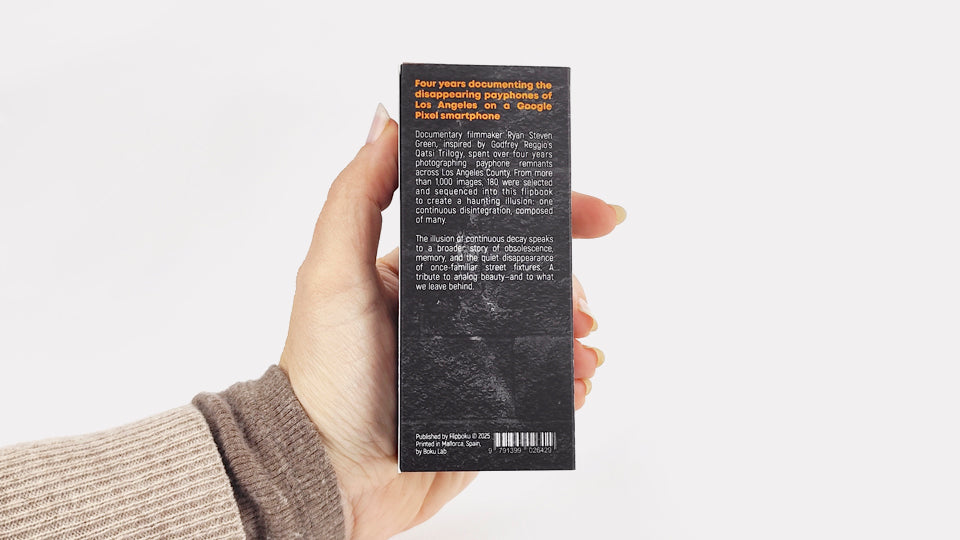 Four years documenting the
disappearing payphones of
Los Angeles on a Google
Pixel smartphone
Documentary filmmaker Ryan Steven
Green, inspired by Godfrey Reggio's
Qatsi Trilogy, spent over four years
photographing payphone remnants
across Los Angeles County. From more
than 1,000 images, 180 were selected
and sequenced into this flipbook
to create a haunting illusion: one
continuous disintegration, composed
of many.
The illusion of continuous decay speaks
to a broader story of obsolescence,
memory, and the quiet disappearance
of once-familiar street fixtures. A
tribute to analog beauty—and to what
we leave behind.
Published by Flipboku © 2025
Printed in Mallorca, Spain,
by Boku Lab
9 791399 026429